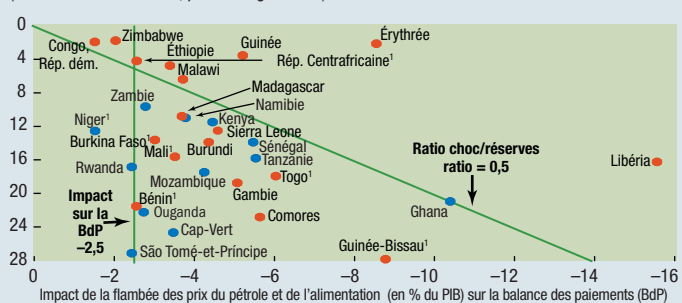 0
4
8
12
16
20
24
28
Congo,
Rép. dém.
Zimbabwe
Éthiopie
Malawi
Guinée
Érythrée
Rép. Centrafricaine¹
Madagascar
Namibie
Zambie
Niger¹
Kenya
Sierra Leone
Burkina Faso¹
Mali¹
Burundi
Sénégal
Tanzanie
Ratio choc/réserves
ratio = 0,5
Libéria
Rwanda
Mozambique
Togo¹
Gambie
Impact
sur la
BdP
–2,5
Bénin¹
Ouganda
Comores
Ghana
Cap-Vert
São Tomé-et-Príncipe
Guinée-Bissau¹
0 –2 –4 –6 –8 –10 –12 –14 –16
Impact de la flambée des prix du pétrole et de l'alimentation (en % du PIB) sur la balance des paiements (BdP)